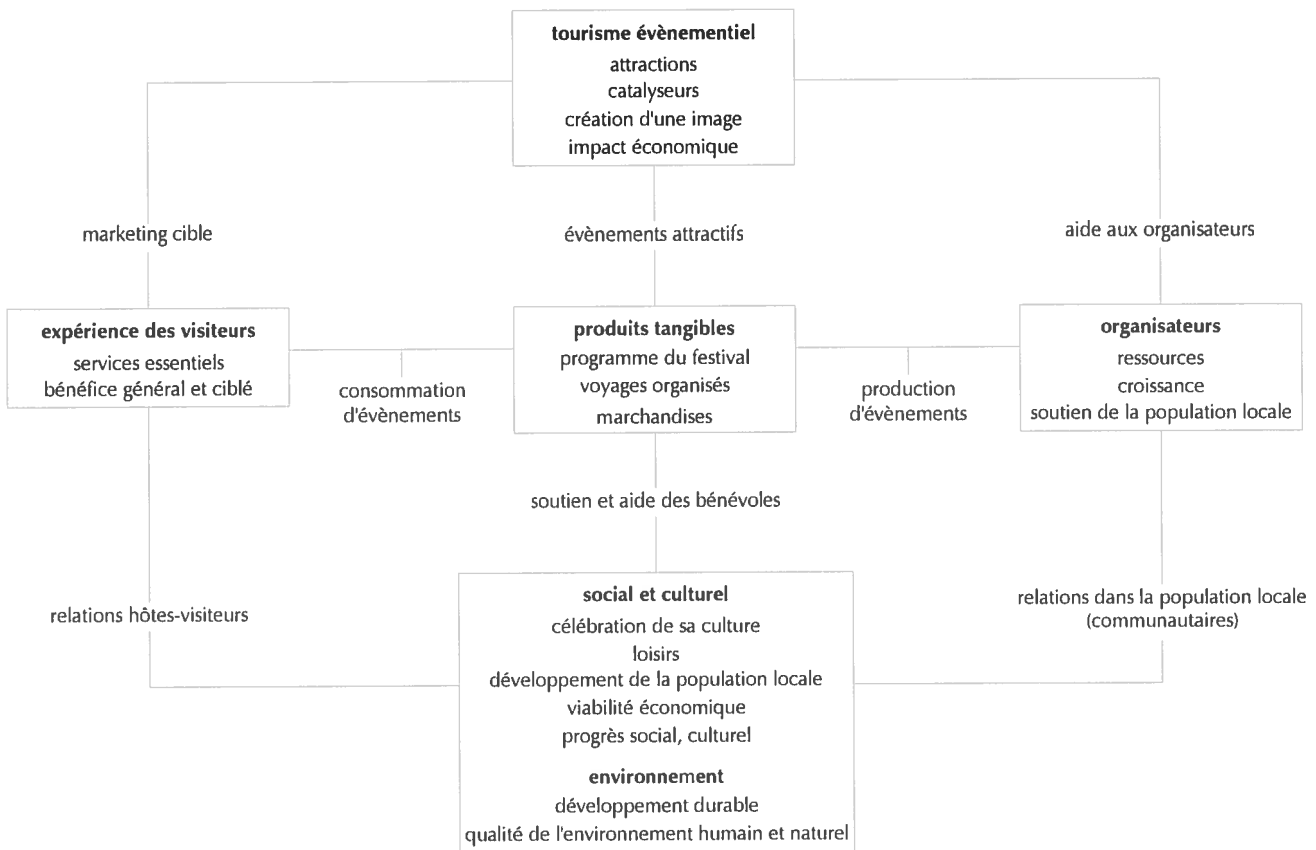 tourisme évènementiel
attractions
catalyseurs
création d'une image
impact économique
marketing cible
évènements attractifs
aide aux organisateurs
expérience des visiteurs
services essentiels
bénéfice général et ciblé
consommation
d'évènements
produits tangibles
programme du festival
voyages organisés
marchandises
production
d'évènements
organisateurs
ressources
croissance
soutien de la population locale
soutien et aide des bénévoles
relations hôtes-visiteurs
relations dans la population locale
(communautaires)
social et culturel
célébration de sa culture
loisirs
développement de la population locale
viabilité économique
progrès social, culturel
environnement
développement durable
qualité de l'environnement humain et naturel